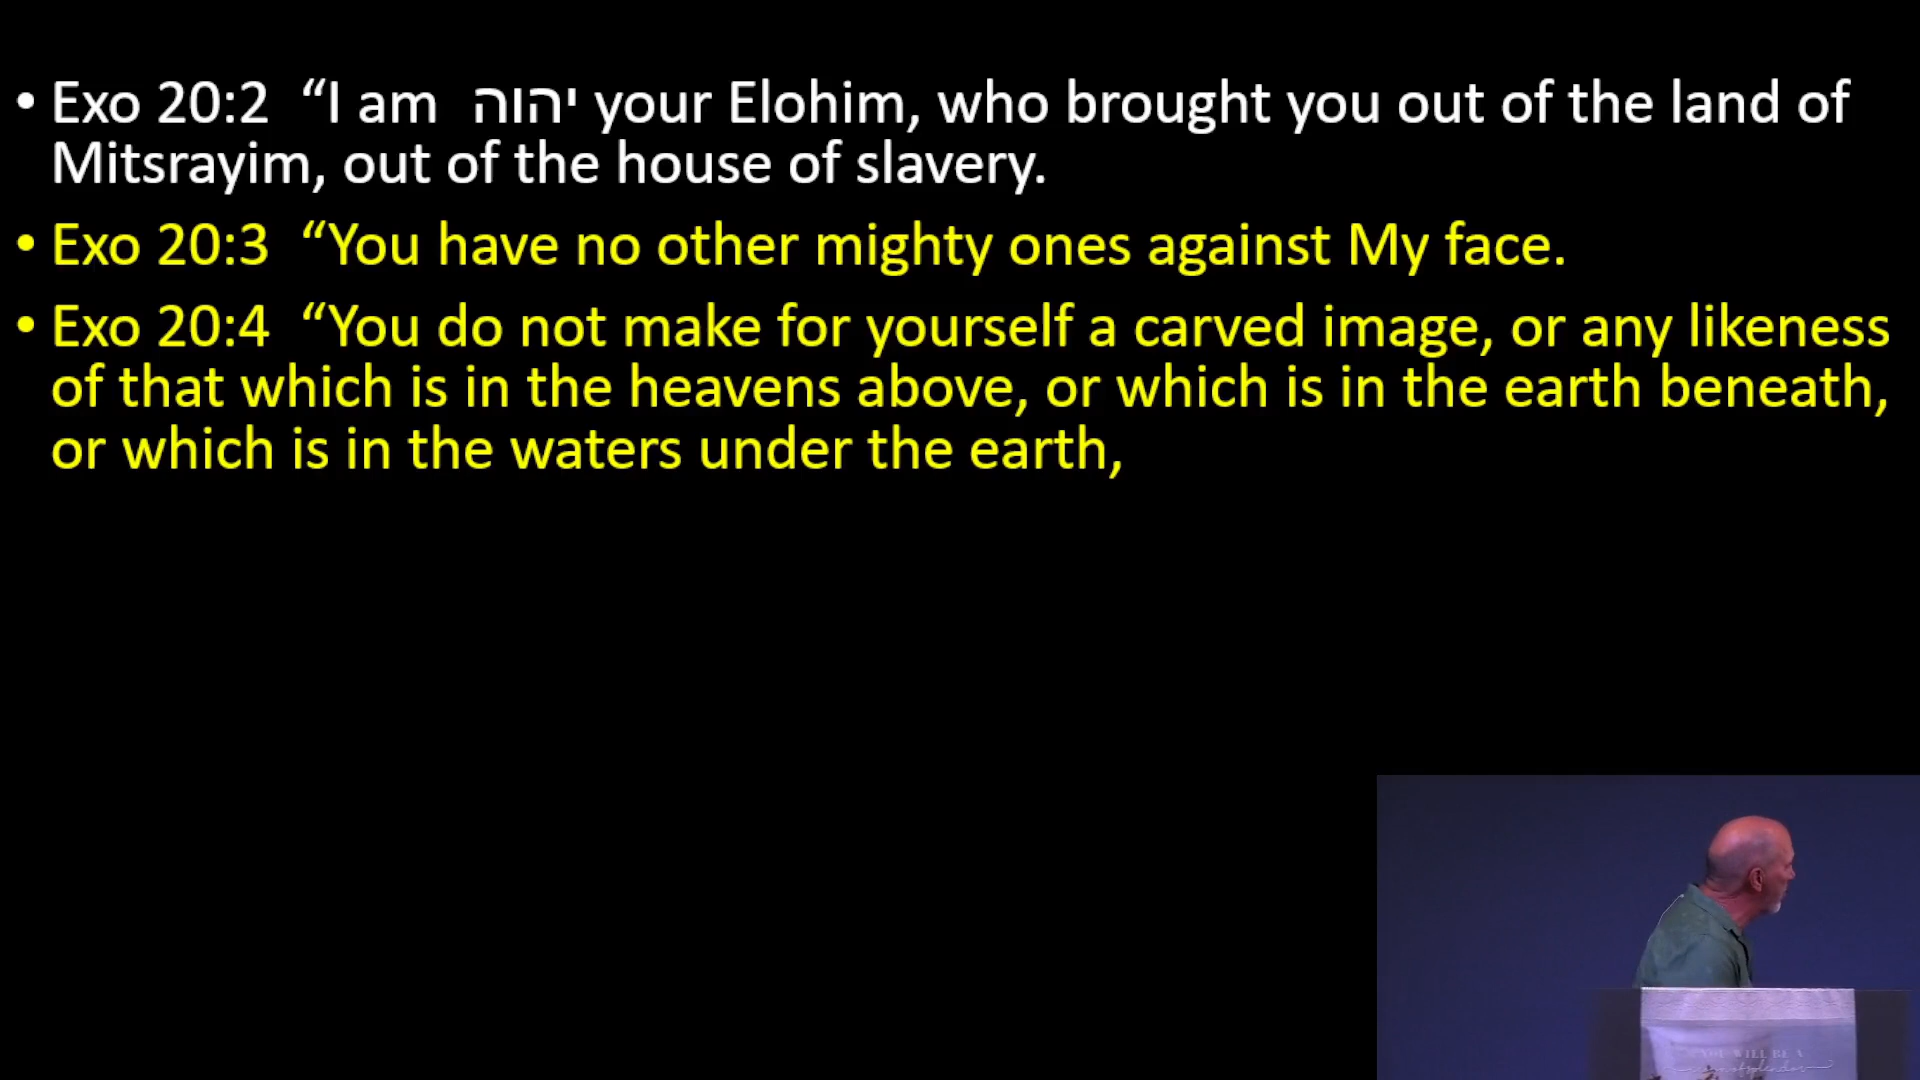 • Exo 20:2 “I am יהוה your Elohim, who brought you out of the land of
Mitsrayim, out of the house of slavery.
• Exo 20:3 “You have no other mighty ones against My face.
• Exo 20:4 “You do not make for yourself a carved image, or any likeness
of that which is in the heavens above, or which is in the earth beneath,
or which is in the waters under the earth,
YOU WILL BE A